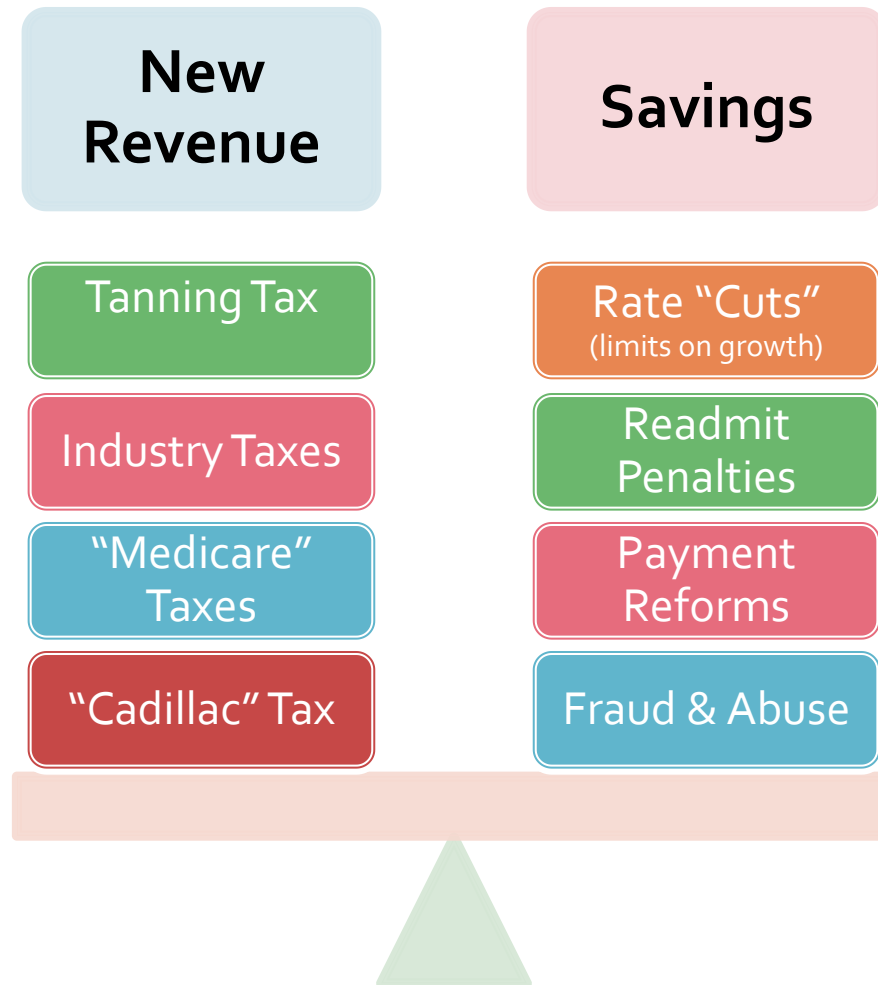 New
Revenue
Savings
Tanning Tax
Industry Taxes
“Medicare”
Taxes
“Cadillac” Tax
Rate “Cuts”
(limits on growth)
Readmit
Penalties
Payment
Reforms
Fraud & Abuse